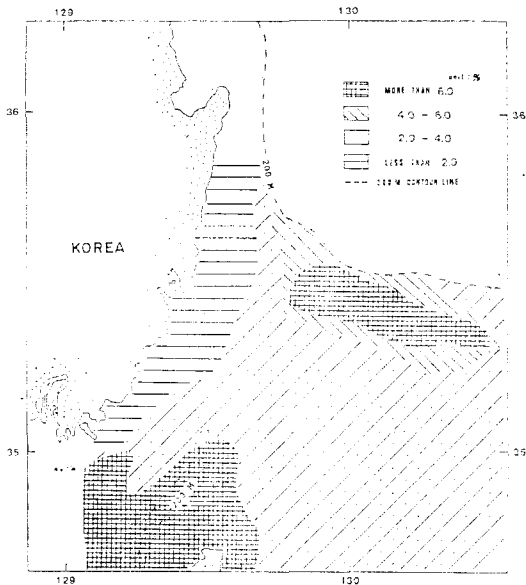 129 130
unit : %
MORE THAN 6.0
36 36
4.0 - 6.0
2.0 - 4.0
LESS THAN 2.0
200 M. CONTOUR LINE
200 M
KOREA
35 35
129 130